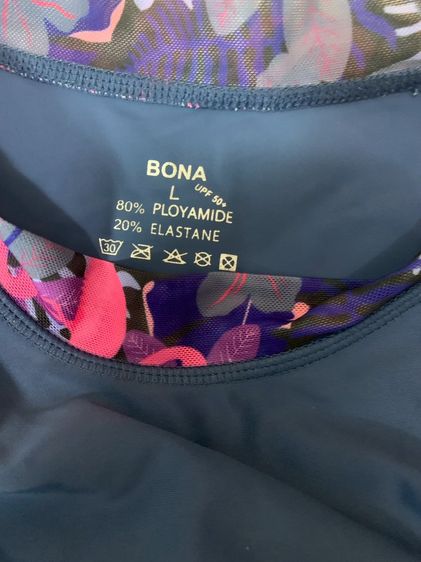 BONA
L
UPF 50+
80% PLOYAMIDE
20% ELASTANE
30